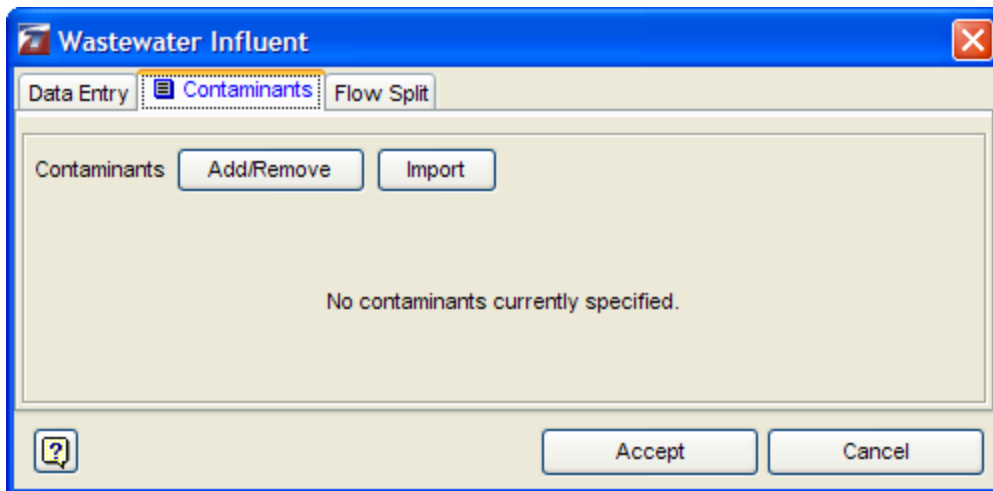 Wastewater Influent
Data Entry Contaminants Flow Split
Contaminants Add/Remove Import
No contaminants currently specified.
? Accept Cancel